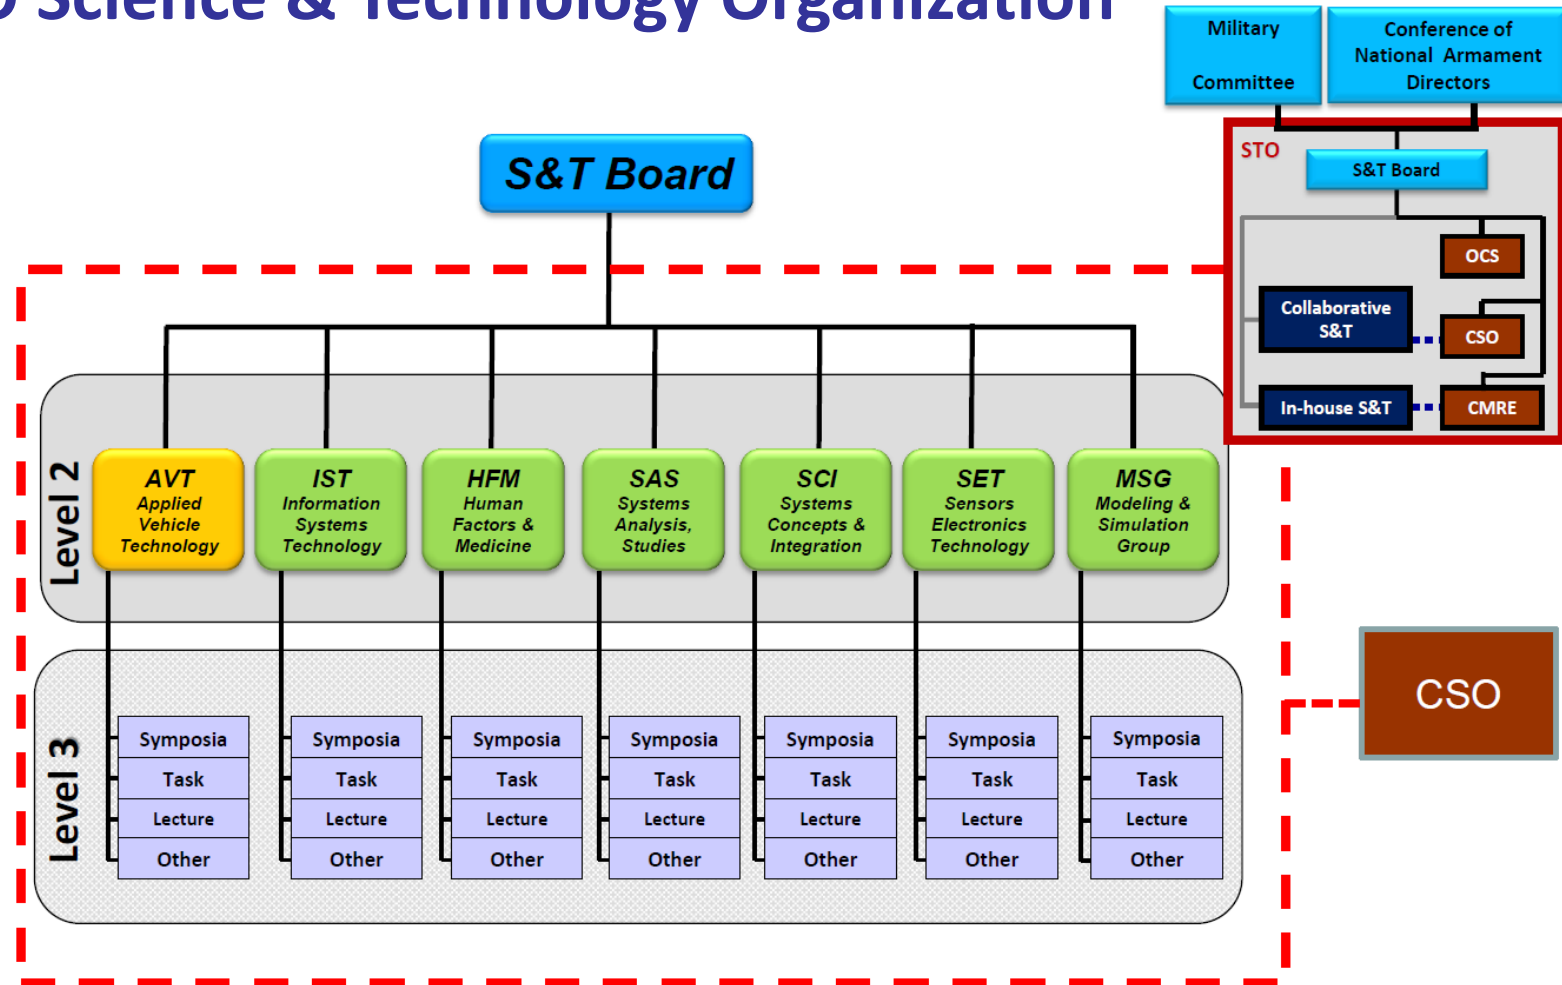 Science & Technology Organization
Military
Committee
Conference of
National Armament
Directors
STO
S&T Board
OCS
Collaborative
S&T
CSO
In-house S&T
CMRE
S&T Board
Level 2
AVT
Applied
Vehicle
Technology
IST
Information
Systems
Technology
HFM
Human
Factors &
Medicine
SAS
Systems
Analysis,
Studies
SCI
Systems
Concepts &
Integration
SET
Sensors
Electronics
Technology
MSG
Modeling &
Simulation
Group
Level 3
Symposia
Task
Lecture
Other
Symposia
Task
Lecture
Other
Symposia
Task
Lecture
Other
Symposia
Task
Lecture
Other
Symposia
Task
Lecture
Other
Symposia
Task
Lecture
Other
Symposia
Task
Lecture
Other
CSO